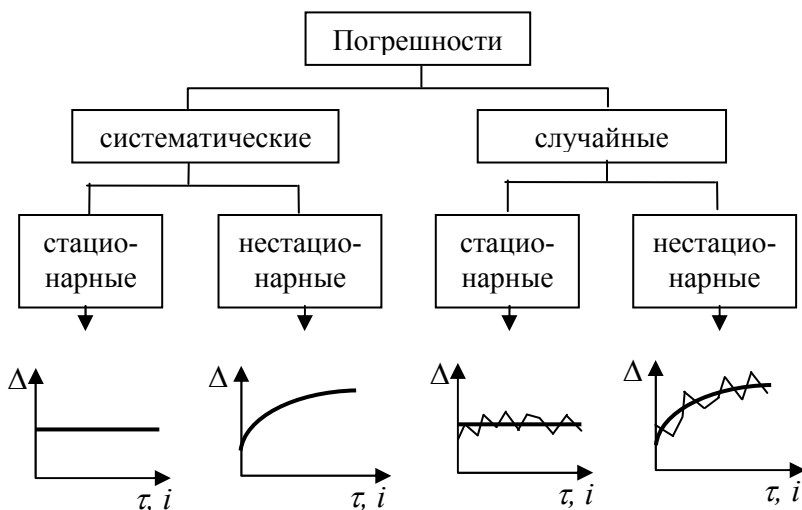 Погрешности
систематические
случайные
стацио-
нарные
нестацио-
нарные
стацио-
нарные
нестацио-
нарные
Δ
τ, i
Δ
τ, i
Δ
τ, i
Δ
τ, i